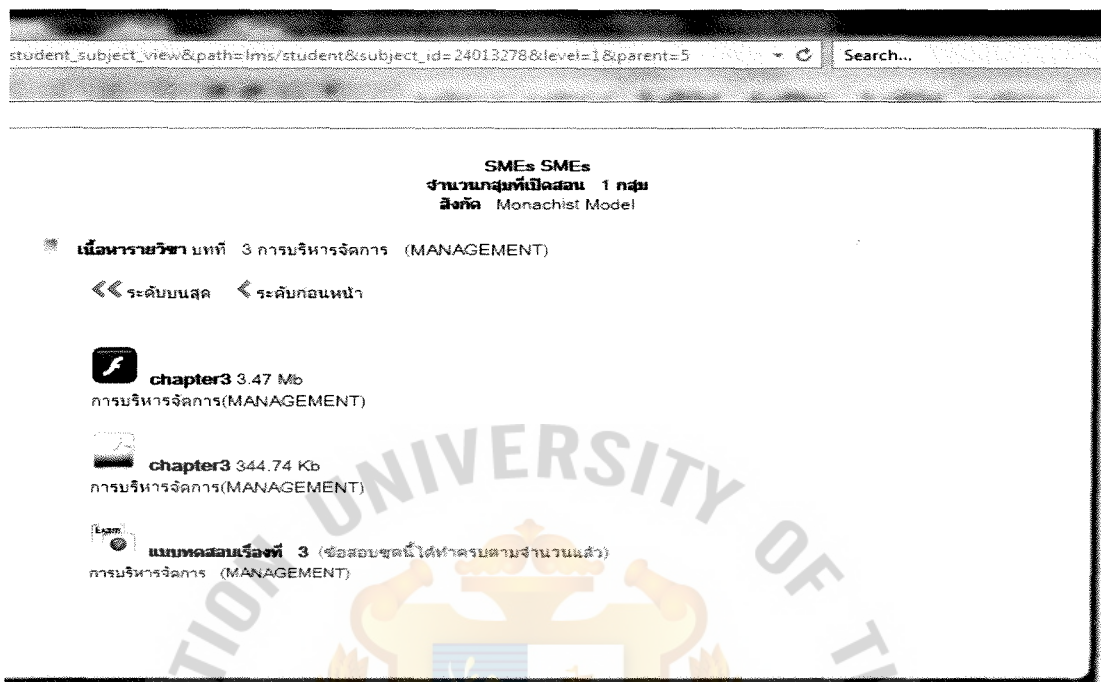 student_subject_view&path=lms/student&subject_id=24013278&level=1&parent=5
Search...
SMEs SMEs
จำนวนกลุ่มที่เปิดสอน 1 กลุ่ม
สังกัด Monachist Model
เนื้อหารายวิชา บทที่ 3 การบริหารจัดการ (MANAGEMENT)
ระดับบนสุด ระดับก่อนหน้า
chapter3 3.47 Mb
การบริหารจัดการ(MANAGEMENT)
chapter3 344.74 Kb
การบริหารจัดการ(MANAGEMENT)
Exam
แบบทดสอบเรื่องที่ 3 (ข้อสอบชุดนี้ได้ทำครบตามจำนวนแล้ว)
การบริหารจัดการ (MANAGEMENT)
UNIVERSITY OF